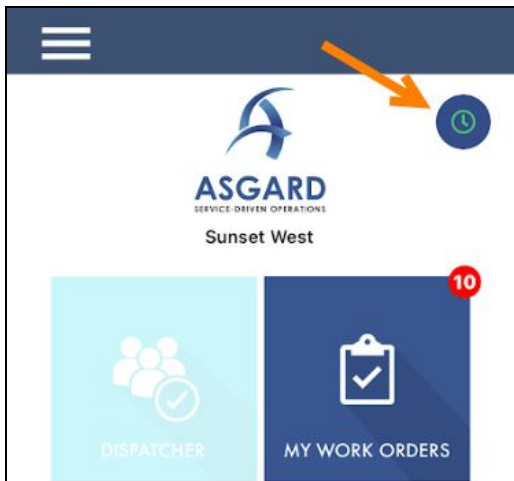 ASGARD
SERVICE-DRIVEN OPERATIONS
Sunset West
10
DISPATCHER
MY WORK ORDERS